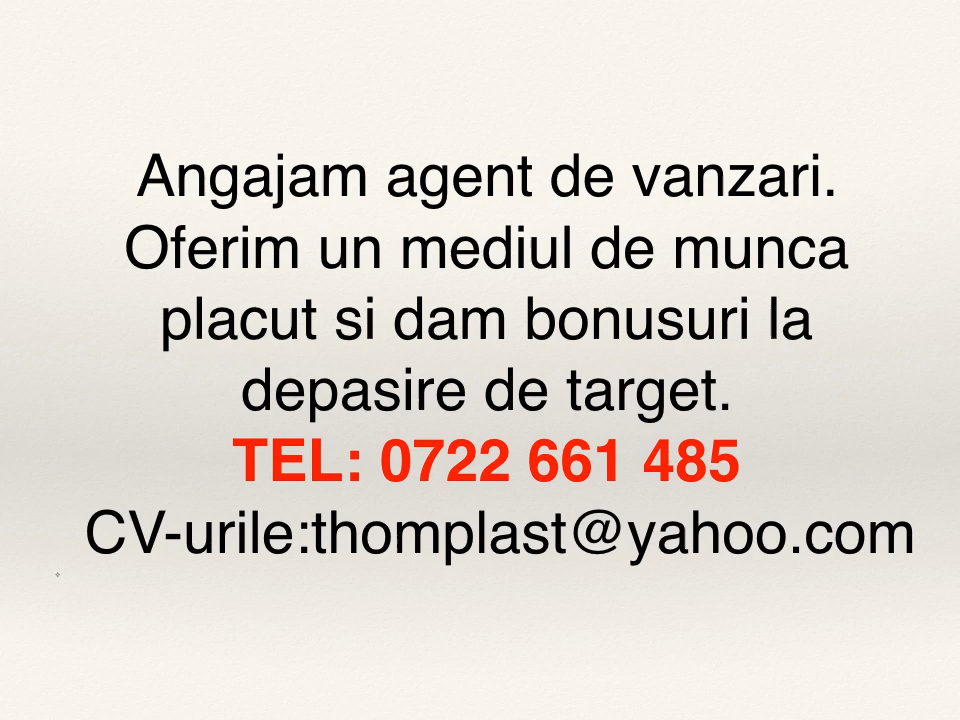 Angajam agent de vanzari.
Oferim un mediul de munca
placut si dam bonusuri la
depasire de target.
TEL: 0722 661 485
CV-urile:thomplast@yahoo.com